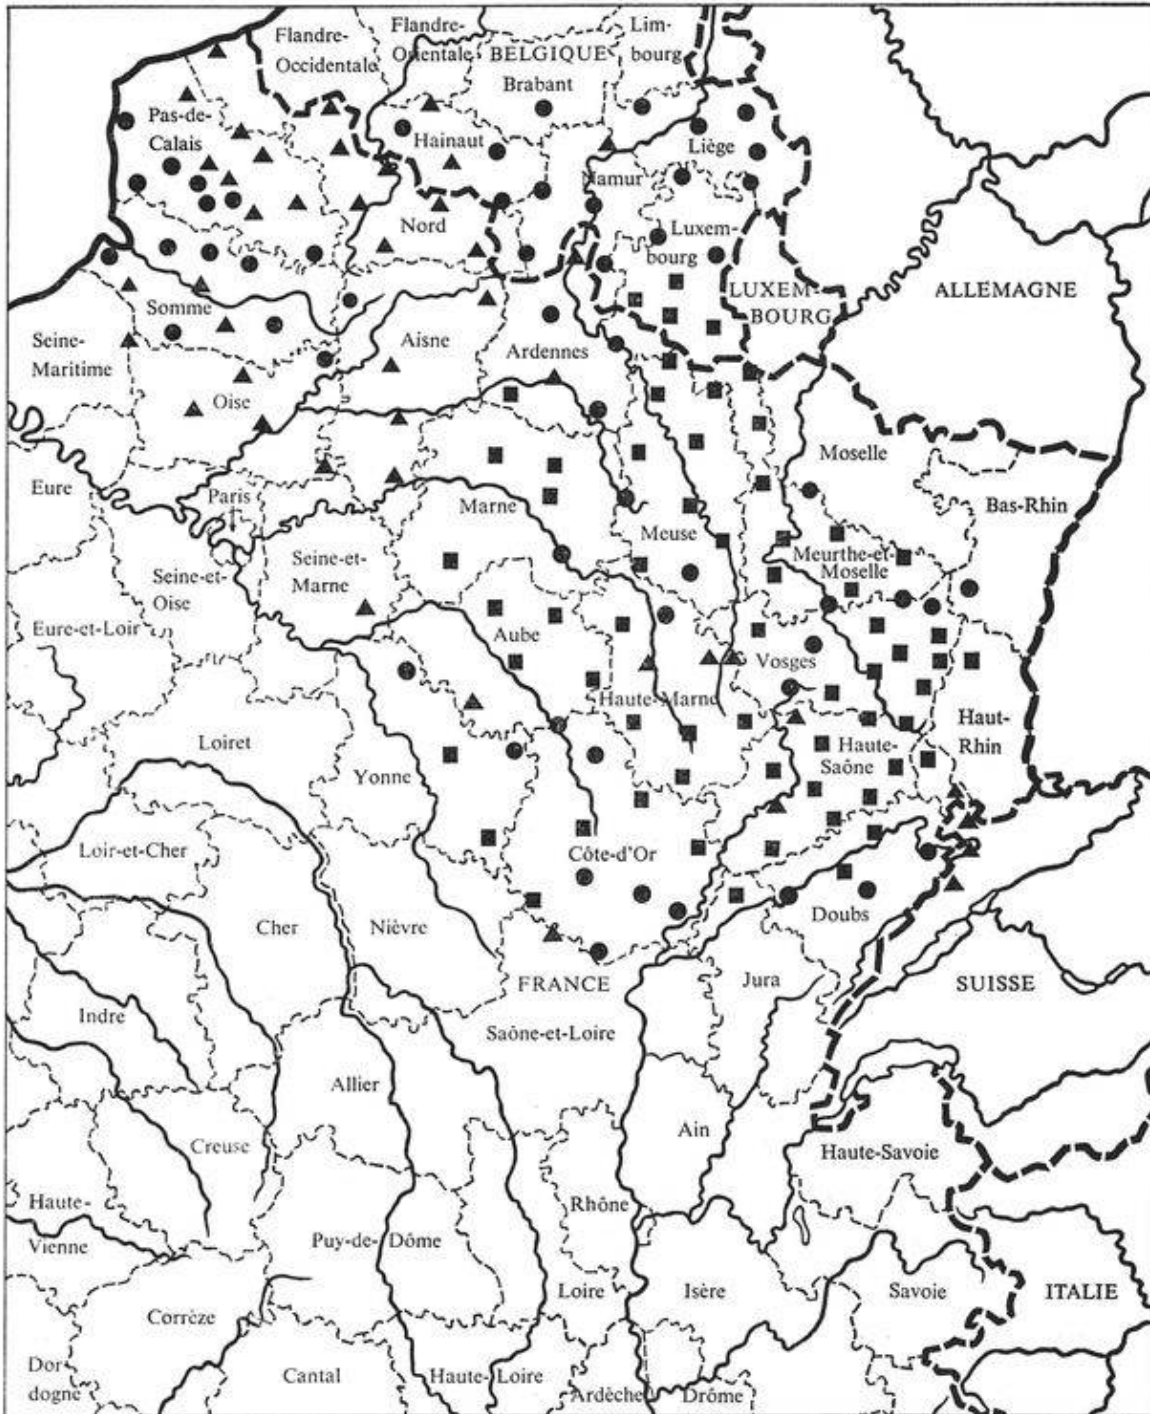 Flandre-
Occidentale
Flandre-
Orientale
BELGIQUE
Brabant
Lim-
bourg
Pas-de-
Calais
Hainaut
Liège
Namur
Nord
Luxem-
bourg
LUXEM-
BOURG
ALLEMAGNE
Somme
Seine-
Maritime
Aisne
Ardennes
Oise
Moselle
Eure
Paris
Marne
Bas-Rhin
Meuse
Seine-et-
Marne
Meurthe-et-
Moselle
Seine-et-
Oise
Eure-et-Loir
Aube
Vosges
Haute-Marne
Haut-
Rhin
Loiret
Haute-
Saône
Yonne
Loir-et-Cher
Côte-d'Or
Cher
Nièvre
Doubs
FRANCE
Jura
SUISSE
Indre
Saône-et-Loire
Allier
Creuse
Ain
Haute-Savoie
Haute-
Vienne
Rhône
Puy-de-Dôme
Loire
Isère
Savoie
ITALIE
Corrèze
Dor-
dogne
Cantal
Haute-Loire
Ardèche
Drôme